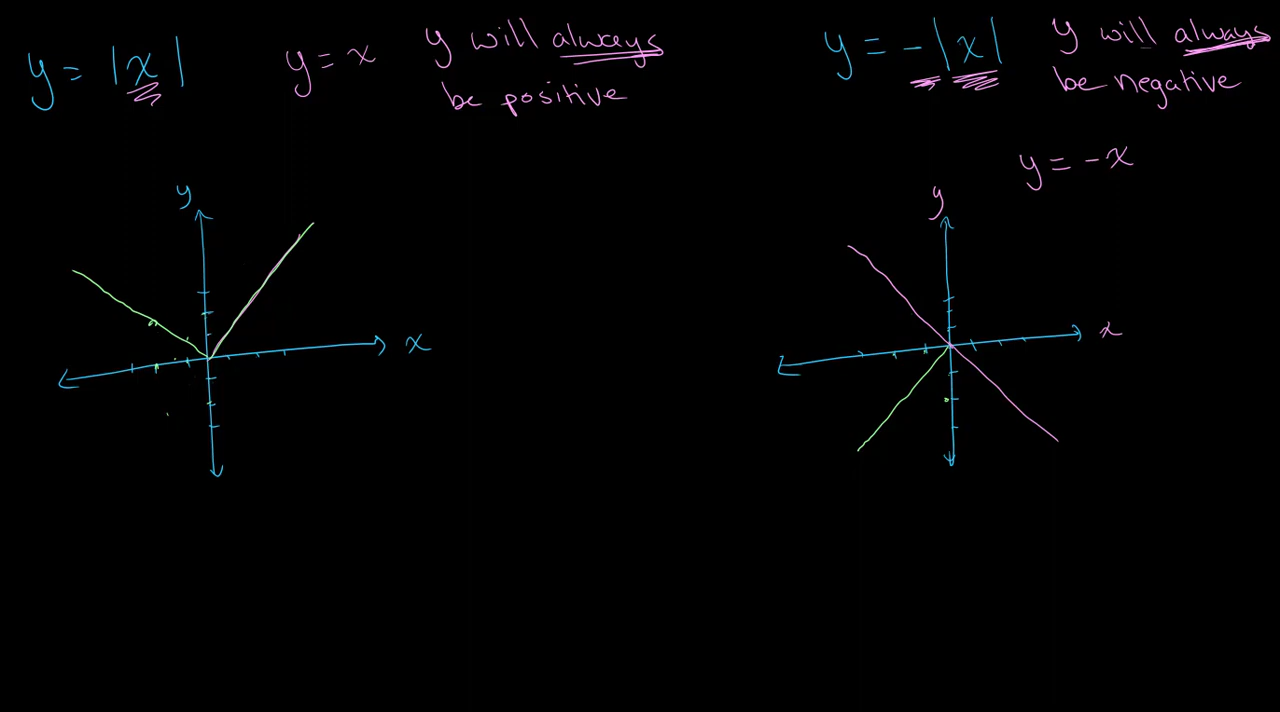 y = |x|
y = x
y will always
be positive
y = -|x|
y will always
be negative
y = -x
y
x
y
x